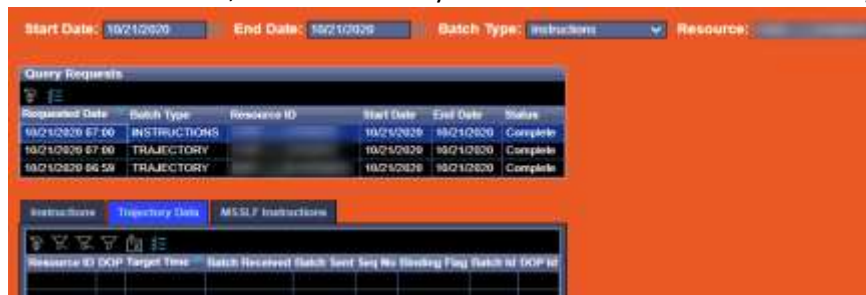 Start Date: 10/21/2020 End Date: 10/21/2020 Batch Type: Instructions Resource:
Query Requests
Requested Date Batch Type Resource ID Start Date End Date Status
10/21/2020 07:00 INSTRUCTIONS 10/21/2020 10/21/2020 Complete
10/21/2020 07:00 TRAJECTORY 10/21/2020 10/21/2020 Complete
10/21/2020 06:59 TRAJECTORY 10/21/2020 10/21/2020 Complete
Instructions Trajectory Data MSSLF Instructions
Resource ID DOP Target Time Batch Received Batch Sent Seq No Binding Flag Batch Id DOP Id